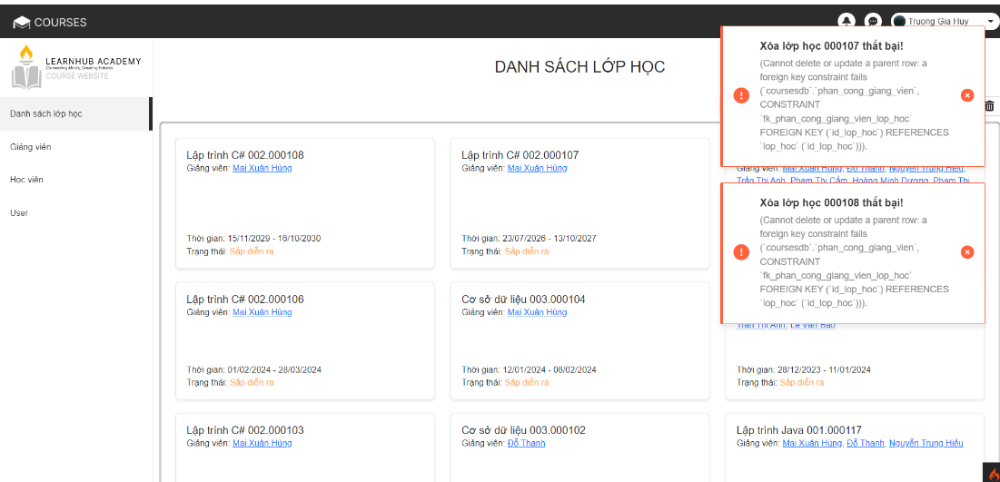 COURSES
Truong Gia Huy
LEARNHUB ACADEMY
Connecting Minds, Creating Futures
COURSE WEBSITE
Danh sách lớp học
Giảng viên
Học viên
User
DANH SÁCH LỚP HỌC
Xóa lớp học 000107 thất bại!
(Cannot delete or update a parent row: a
foreign key constraint fails
(`coursesdb`.`phan_cong_giang_vien`,
CONSTRAINT
`fk_phan_cong_giang_vien_lop_hoc`
FOREIGN KEY (`id_lop_hoc`) REFERENCES
`lop_hoc` (`id_lop_hoc`))).
Xóa lớp học 000108 thất bại!
(Cannot delete or update a parent row: a
foreign key constraint fails
(`coursesdb`.`phan_cong_giang_vien`,
CONSTRAINT
`fk_phan_cong_giang_vien_lop_hoc`
FOREIGN KEY (`id_lop_hoc`) REFERENCES
`lop_hoc` (`id_lop_hoc`))).
Lập trình C# 002.000108
Giảng viên: Mai Xuân Hùng
Thời gian: 15/11/2029 - 16/10/2030
Trạng thái: Sắp diễn ra
Lập trình C# 002.000107
Giảng viên: Mai Xuân Hùng
Thời gian: 23/07/2026 - 13/10/2027
Trạng thái: Sắp diễn ra
Giảng viên: Mai Xuân Hùng, Đỗ Thanh, Nguyễn Trung Hiếu,
Trần Thị Anh, Phạm Thị Cẩm, Hoàng Minh Dương, Phạm Thị
Lập trình C# 002.000106
Giảng viên: Mai Xuân Hùng
Thời gian: 01/02/2024 - 28/03/2024
Trạng thái: Sắp diễn ra
Cơ sở dữ liệu 003.000104
Giảng viên: Mai Xuân Hùng
Thời gian: 12/01/2024 - 08/02/2024
Trạng thái: Sắp diễn ra
Trần Thị Anh, Lê Văn Bảo
Thời gian: 28/12/2023 - 11/01/2024
Trạng thái: Sắp diễn ra
Lập trình C# 002.000103
Giảng viên: Mai Xuân Hùng
Cơ sở dữ liệu 003.000102
Giảng viên: Đỗ Thanh
Lập trình Java 001.000117
Giảng viên: Mai Xuân Hùng, Đỗ Thanh, Nguyễn Trung Hiếu